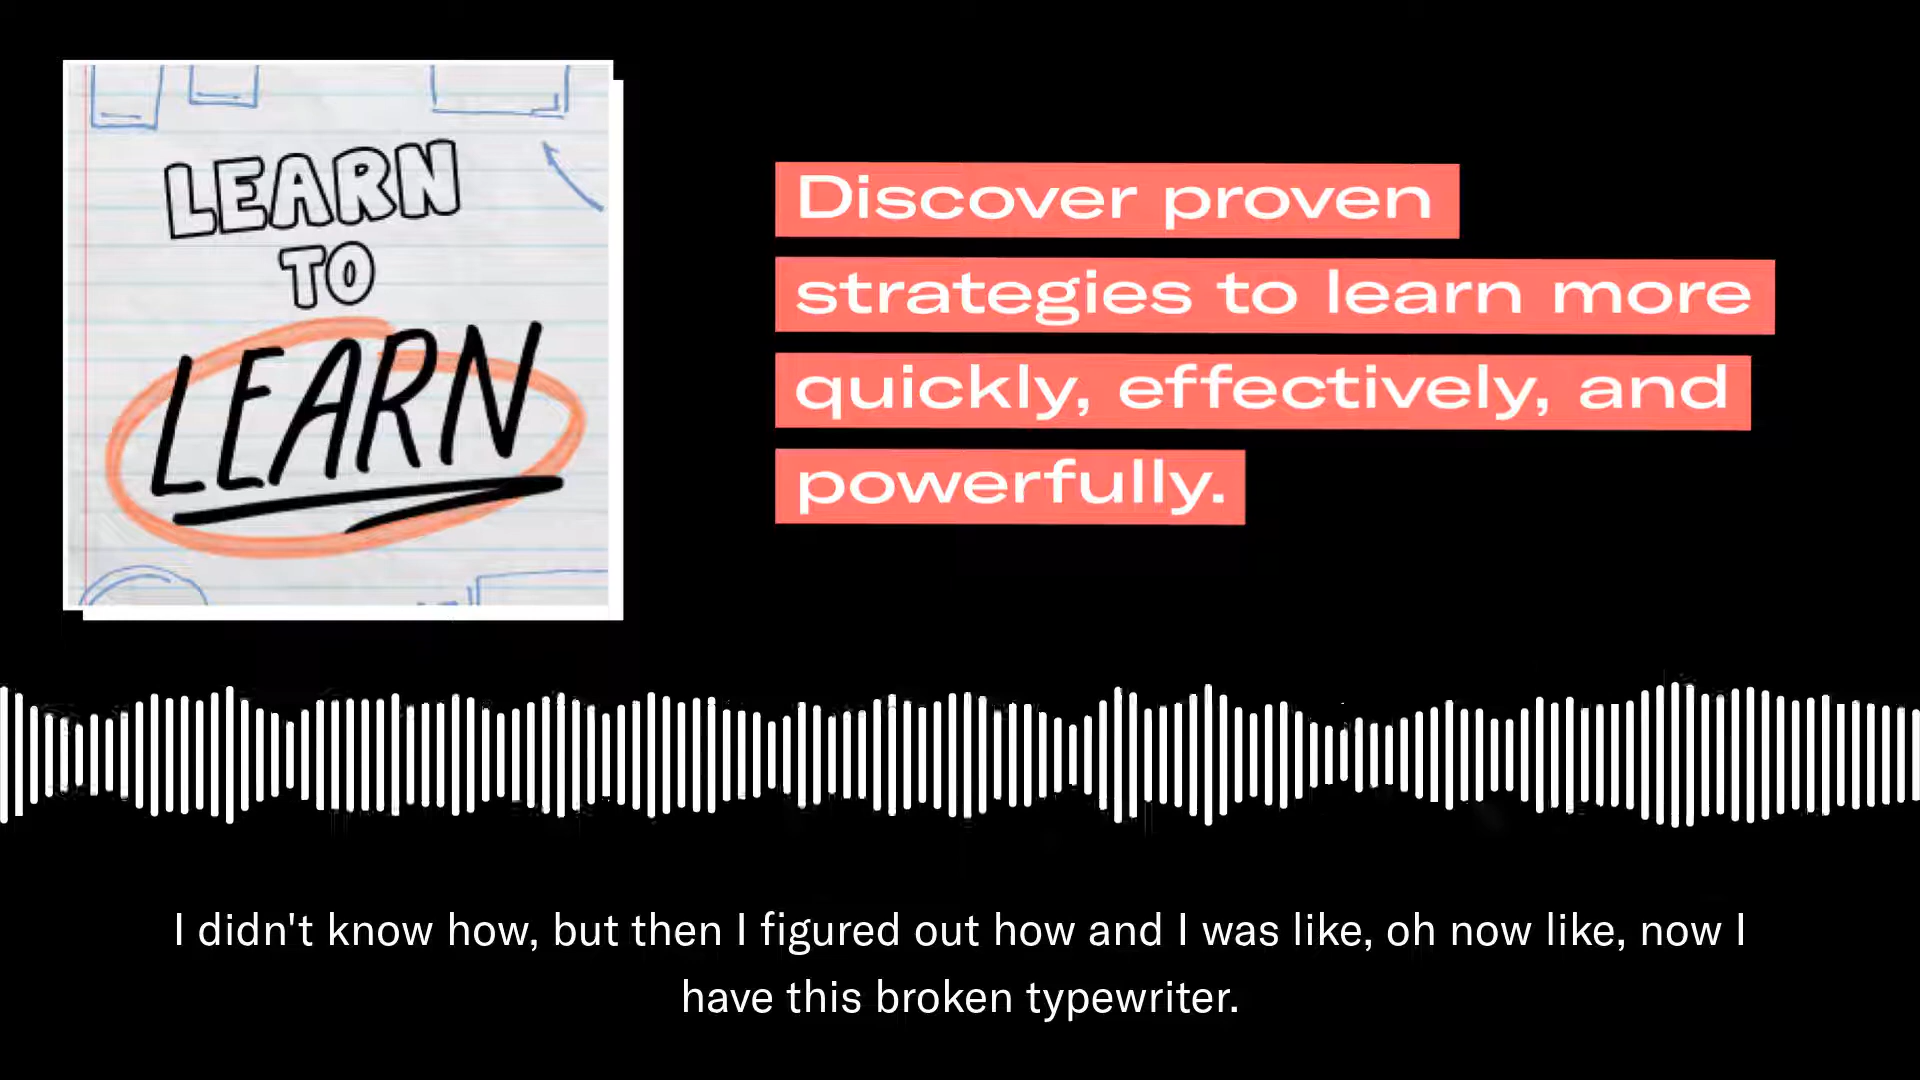 LEARN
TO
LEARN
Discover proven
strategies to learn more
quickly, effectively, and
powerfully.
I didn't know how, but then I figured out how and I was like, oh now like, now I
have this broken typewriter.